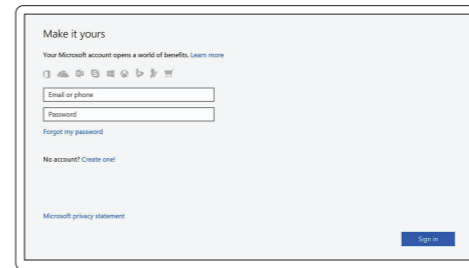 Make it yours
Your Microsoft account opens a world of benefits. Learn more
Email or phone
Password
Forgot my password
No account? Create one!
Microsoft privacy statement
Sign in